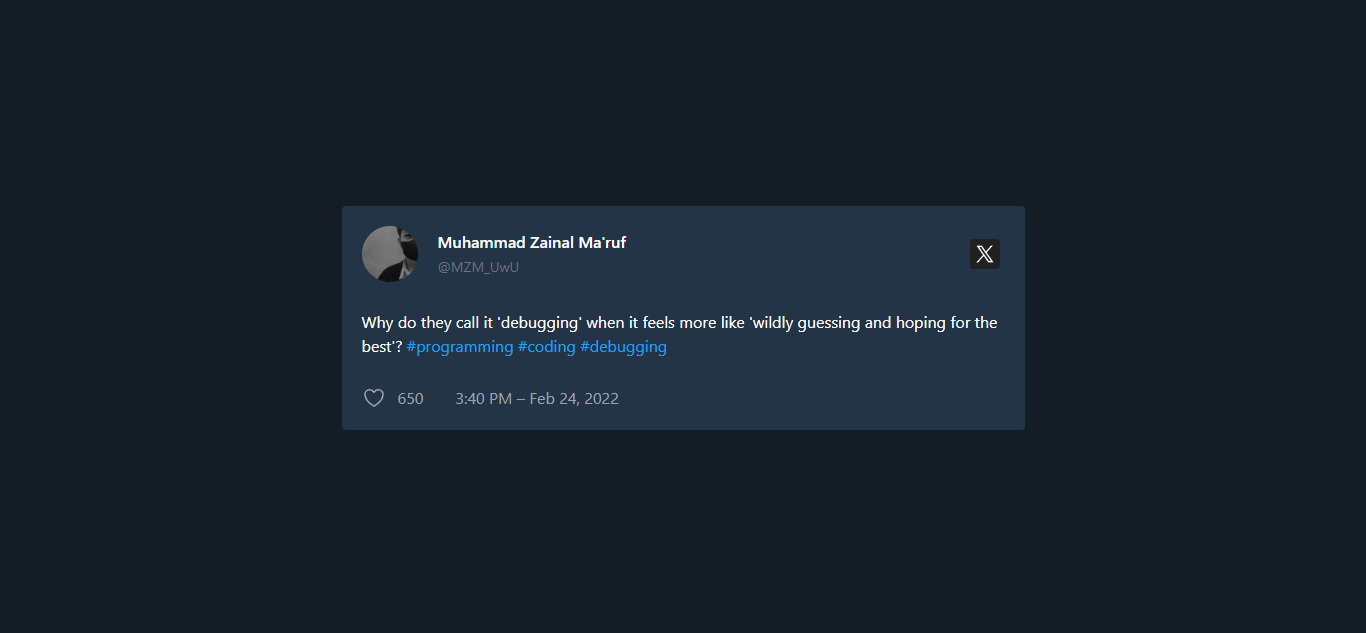 Muhammad Zainal Ma'ruf
@MZM_UwU
Why do they call it 'debugging' when it feels more like 'wildly guessing and hoping for the
best'? #programming #coding #debugging
650 3:40 PM – Feb 24, 2022